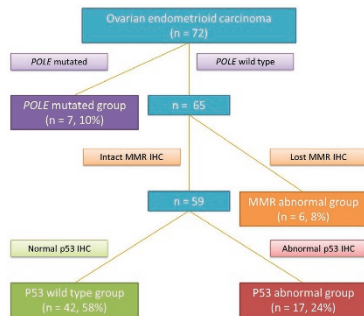 Ovarian endometrioid carcinoma
(n = 72)
POLE mutated
POLE wild type
POLE mutated group
(n = 7, 10%)
n = 65
Intact MMR IHC
Lost MMR IHC
n = 59
MMR abnormal group
(n = 6, 8%)
Normal p53 IHC
Abnormal p53 IHC
P53 wild type group
(n = 42, 58%)
P53 abnormal group
(n = 17, 24%)